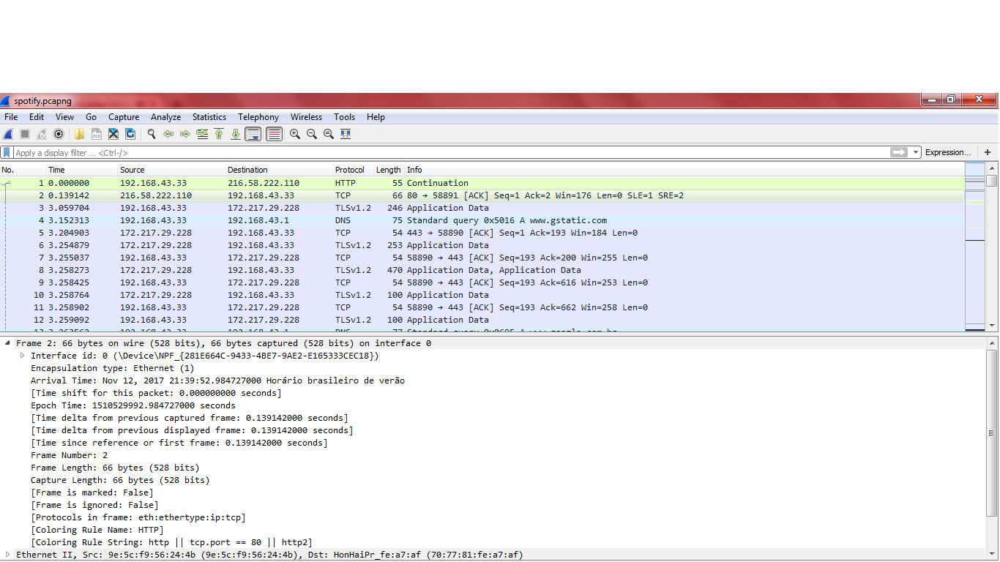 spotify.pcapng
File Edit View Go Capture Analyze Statistics Telephony Wireless Tools Help
Apply a display filter ... <Ctrl-/> Expression... +
No. Time Source Destination Protocol Length Info
1 0.000000 192.168.43.33 216.58.222.110 HTTP 55 Continuation
2 0.139142 216.58.222.110 192.168.43.33 TCP 66 80 → 58891 [ACK] Seq=1 Ack=2 Win=176 Len=0 SLE=1 SRE=2
3 3.059704 192.168.43.33 172.217.29.228 TLSv1.2 246 Application Data
4 3.152313 192.168.43.33 192.168.43.1 DNS 75 Standard query 0x5016 A www.gstatic.com
5 3.204903 172.217.29.228 192.168.43.33 TCP 54 443 → 58890 [ACK] Seq=1 Ack=193 Win=184 Len=0
6 3.254879 172.217.29.228 192.168.43.33 TLSv1.2 253 Application Data
7 3.255037 192.168.43.33 172.217.29.228 TCP 54 58890 → 443 [ACK] Seq=193 Ack=200 Win=255 Len=0
8 3.258273 172.217.29.228 192.168.43.33 TLSv1.2 470 Application Data, Application Data
9 3.258425 192.168.43.33 172.217.29.228 TCP 54 58890 → 443 [ACK] Seq=193 Ack=616 Win=253 Len=0
10 3.258764 172.217.29.228 192.168.43.33 TLSv1.2 100 Application Data
11 3.258902 192.168.43.33 172.217.29.228 TCP 54 58890 → 443 [ACK] Seq=193 Ack=662 Win=258 Len=0
12 3.259092 192.168.43.33 172.217.29.228 TLSv1.2 100 Application Data
Frame 2: 66 bytes on wire (528 bits), 66 bytes captured (528 bits) on interface 0
Interface id: 0 (\Device\NPF_{281E664C-9433-4BE7-9AE2-E165333CEC18})
Encapsulation type: Ethernet (1)
Arrival Time: Nov 12, 2017 21:39:52.984727000 Horário brasileiro de verão
[Time shift for this packet: 0.000000000 seconds]
Epoch Time: 1510529992.984727000 seconds
[Time delta from previous captured frame: 0.139142000 seconds]
[Time delta from previous displayed frame: 0.139142000 seconds]
[Time since reference or first frame: 0.139142000 seconds]
Frame Number: 2
Frame Length: 66 bytes (528 bits)
Capture Length: 66 bytes (528 bits)
[Frame is marked: False]
[Frame is ignored: False]
[Protocols in frame: eth:ethertype:ip:tcp]
[Coloring Rule Name: HTTP]
[Coloring Rule String: http || tcp.port == 80 || http2]
Ethernet II, Src: 9e:5c:f9:56:24:4b (9e:5c:f9:56:24:4b), Dst: HonHaiPr_fe:a7:af (70:77:81:fe:a7:af)